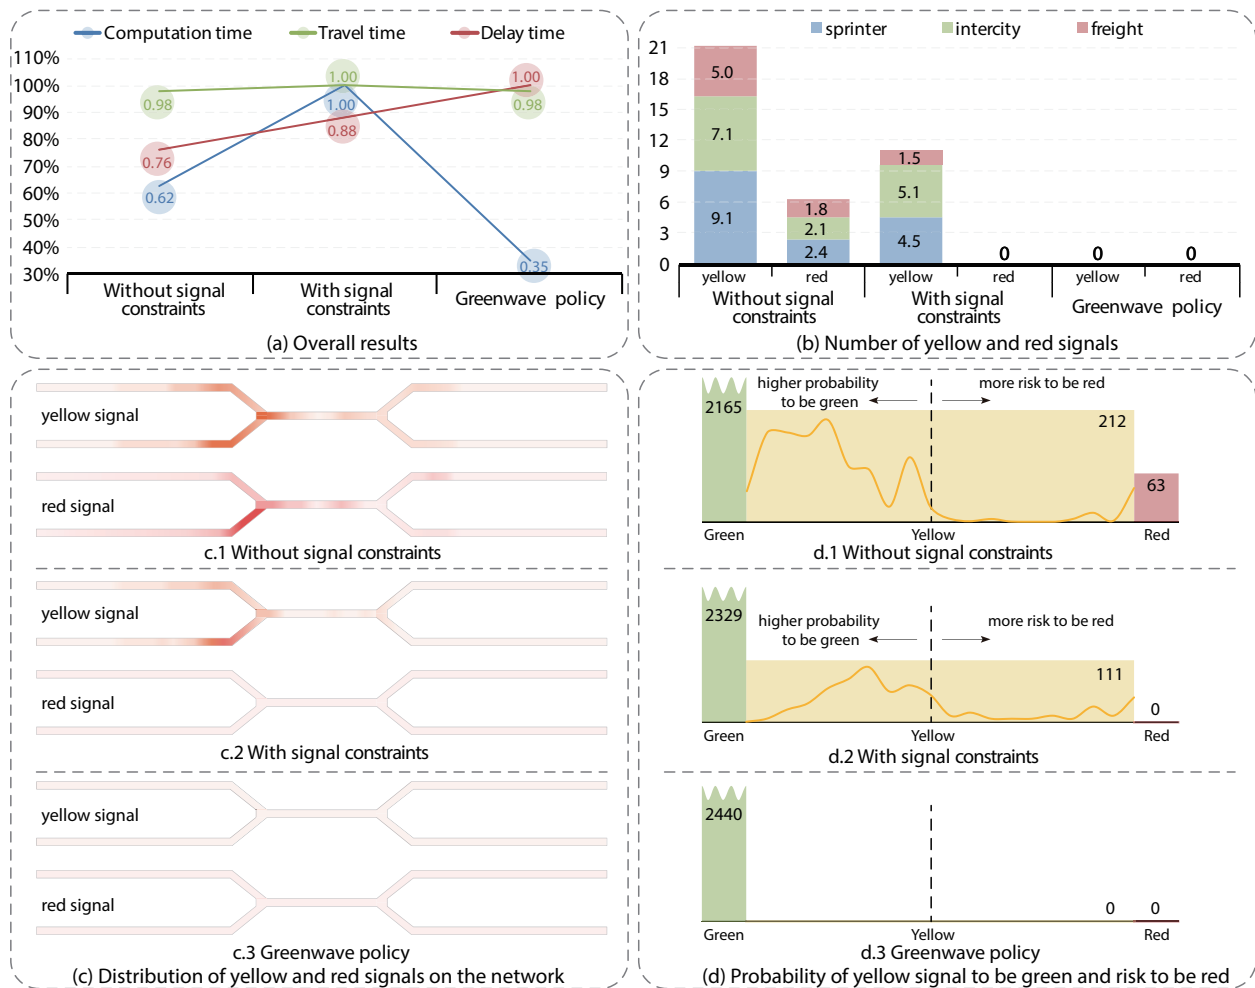 Computation time Travel time Delay time
110%
100%
90%
80%
70%
60%
50%
40%
30%
0.98
1.00
0.98
0.76
0.88
1.00
0.62
1.00
0.35
Without signal constraints
With signal constraints
Greenwave policy
(a) Overall results
sprinter intercity freight
21
18
15
12
9
6
3
0
5.0
7.1
9.1
1.8
2.1
2.4
1.5
5.1
4.5
0
0
0
yellow red yellow red yellow red
Without signal constraints
With signal constraints
Greenwave policy
(b) Number of yellow and red signals
yellow signal
red signal
c.1 Without signal constraints
yellow signal
red signal
c.2 With signal constraints
yellow signal
red signal
c.3 Greenwave policy
(c) Distribution of yellow and red signals on the network
higher probability to be green
more risk to be red
2165
212
63
Green Yellow Red
d.1 Without signal constraints
higher probability to be green
more risk to be red
2329
111
0
Green Yellow Red
d.2 With signal constraints
2440
0
0
Green Yellow Red
d.3 Greenwave policy
(d) Probability of yellow signal to be green and risk to be red